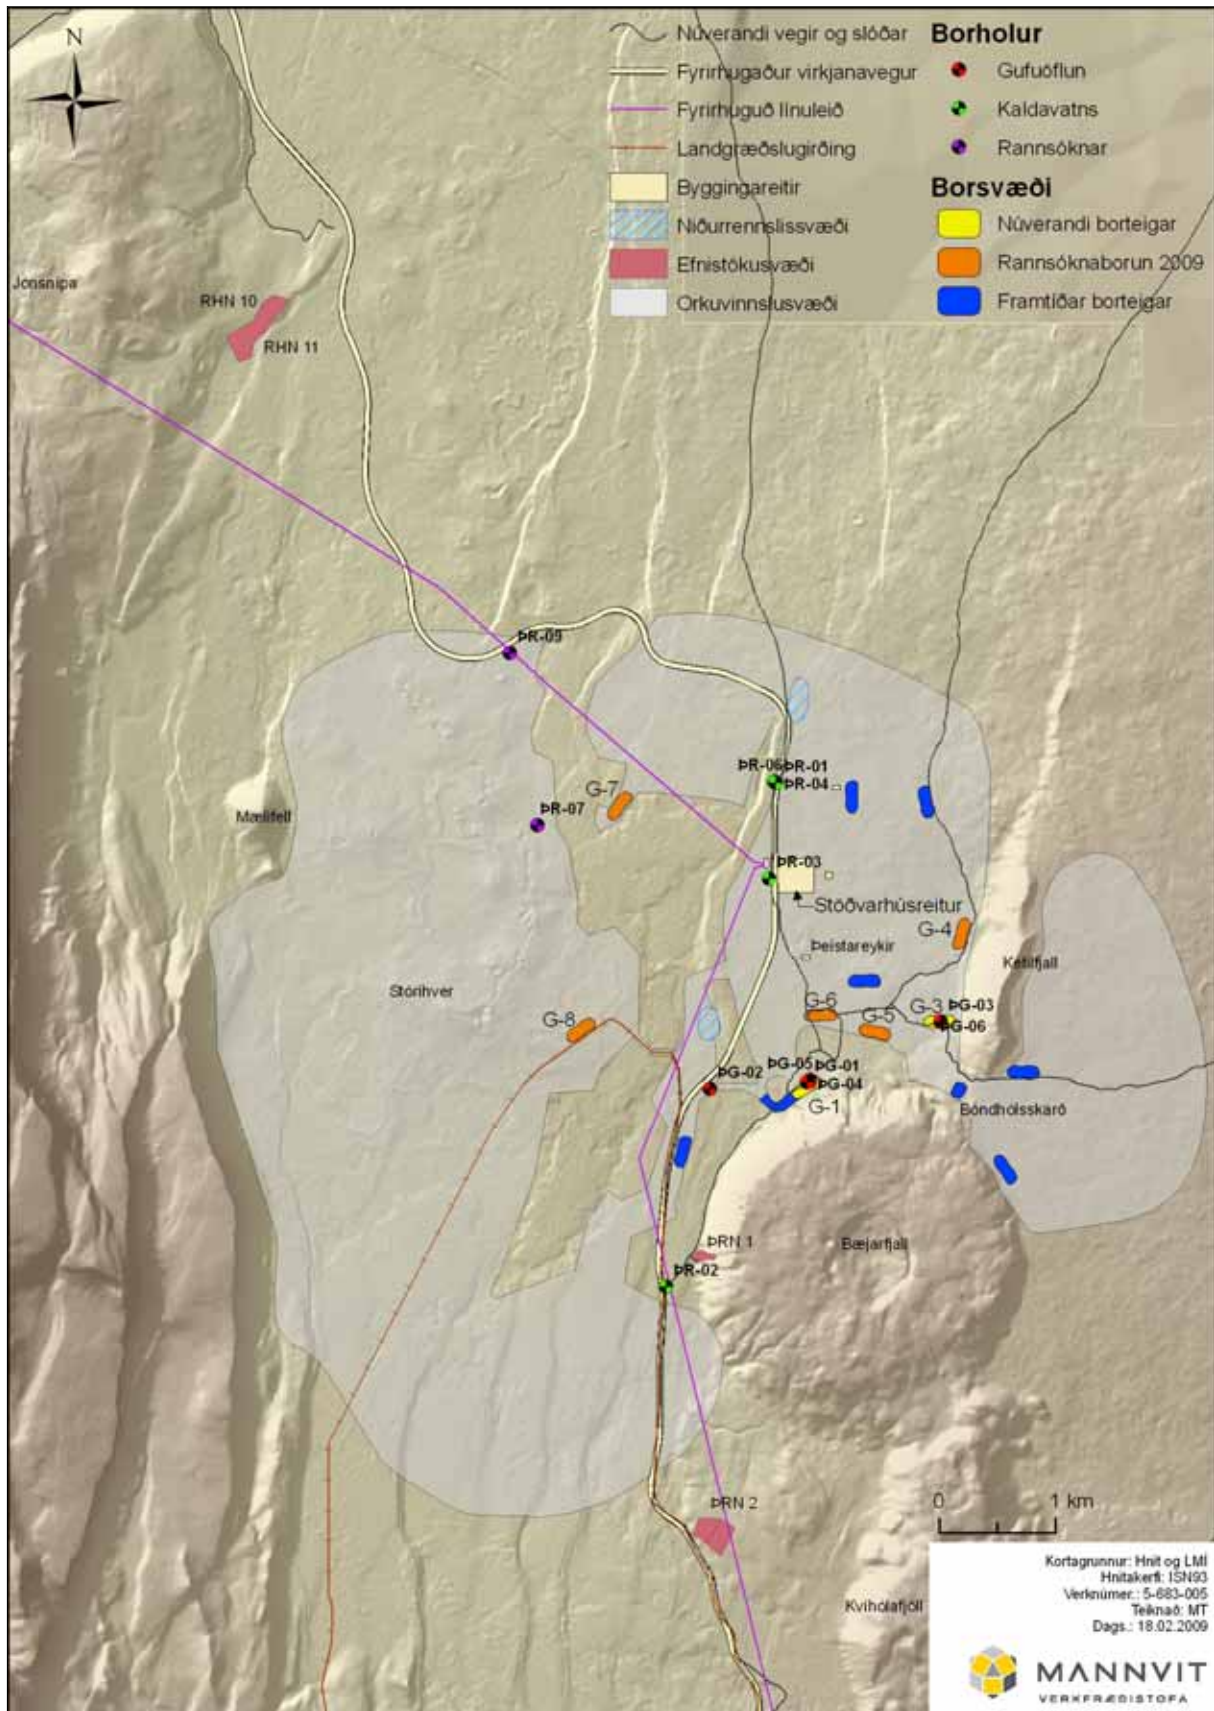 N
Núverandi vegir og slóðar
Fyrirhugaður virkjanavegur
Fyrirhuguð línuleið
Landgræðslugirðing
Byggingareitir
Niðurrennslissvæði
Efnistökusvæði
Orkuvinnslusvæði
Borholur
Gufuöflun
Kaldavatns
Rannsóknar
Borsvæði
Núverandi borteigar
Rannsóknaborun 2009
Framtíðar borteigar
Jónsnípa
RHN 10
RHN 11
ÞR-09
ÞR-06
ÞR-01
ÞR-04
G-7
ÞR-07
Mælifell
ÞR-03
Stöðvarhúsreitur
G-4
Þeistareykir
Ketilfjall
Stórihver
G-8
G-6
G-5
G-3
ÞG-03
ÞG-06
ÞG-02
ÞG-05
ÞG-01
ÞG-04
G-1
Bóndhólsskarð
Bæjarfjall
ÞRN 1
ÞR-02
ÞRN 2
0 1 km
Kvihólafjöll
Kortagrunnur: Hnit og LMÍ
Hnitakerfi: ISN93
Verknúmer.: 5-683-005
Teiknað: MT
Dags.: 18.02.2009
MANNVIT
VERKFRÆÐISTOFA